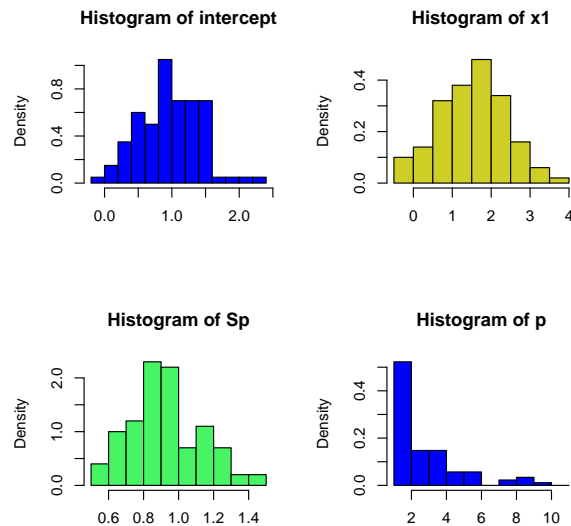 Histogram of intercept
Density
0.0 0.4 0.8
0.0 1.0 2.0
Histogram of x1
Density
0.0 0.2 0.4
0 1 2 3 4
Histogram of Sp
Density
0.0 1.0 2.0
0.6 0.8 1.0 1.2 1.4
Histogram of p
Density
0.0 0.2 0.4
2 4 6 8 10